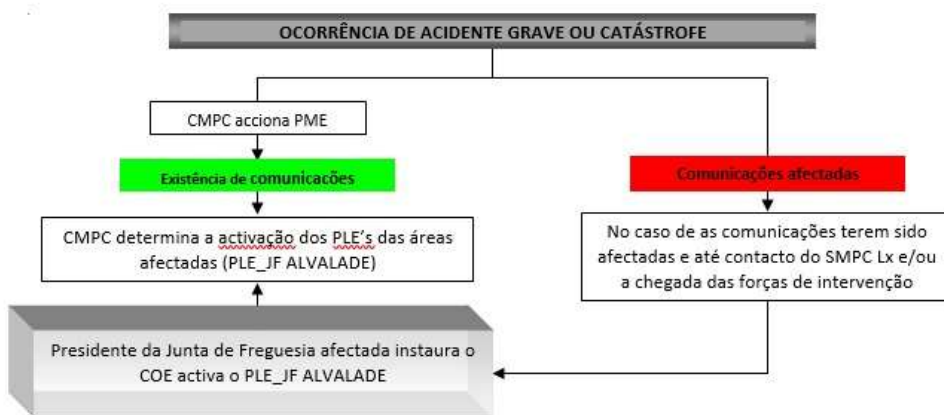 OCORRÊNCIA DE ACIDENTE GRAVE OU CATÁSTROFE
CMPC acciona PME
Existência de comunicacões
Comunicações afectadas
CMPC determina a activação dos PLE's das áreas
afectadas (PLE_JF ALVALADE)
No caso de as comunicações terem sido
afectadas e até contacto do SMPC Lx e/ou
a chegada das forças de intervenção
Presidente da Junta de Freguesia afectada instaura o
COE activa o PLE_JF ALVALADE